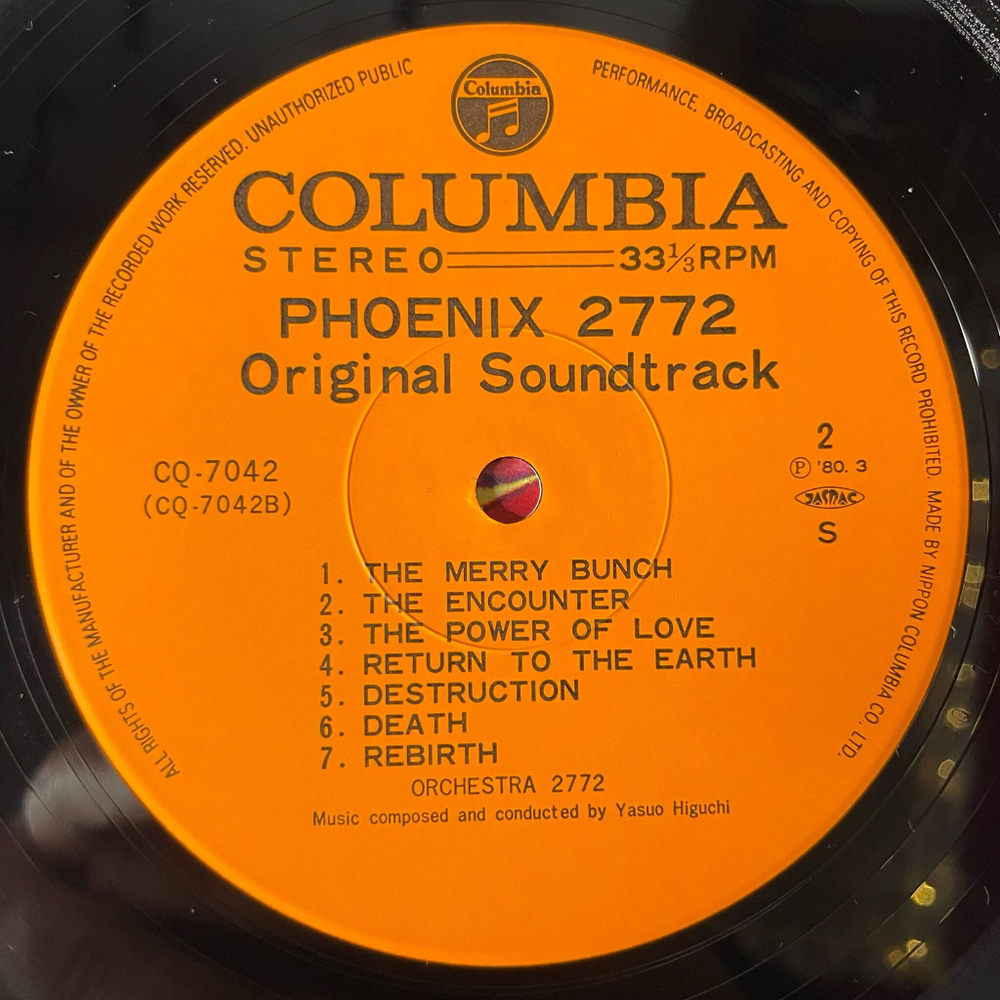 Columbia
COLUMBIA
STEREO 33⅓RPM
PHOENIX 2772
Original Soundtrack
2
CQ-7042
Ⓟ '80. 3
(CQ-7042B)
JASRAC
S
1. THE MERRY BUNCH
2. THE ENCOUNTER
3. THE POWER OF LOVE
4. RETURN TO THE EARTH
5. DESTRUCTION
6. DEATH
7. REBIRTH
ORCHESTRA 2772
Music composed and conducted by Yasuo Higuchi
ALL RIGHTS OF THE MANUFACTURER AND OF THE OWNER OF THE RECORDED WORK RESERVED. UNAUTHORIZED PUBLIC PERFORMANCE. BROADCASTING AND COPYING OF THIS RECORD PROHIBITED. MADE BY NIPPON COLUMBIA CO., LTD.